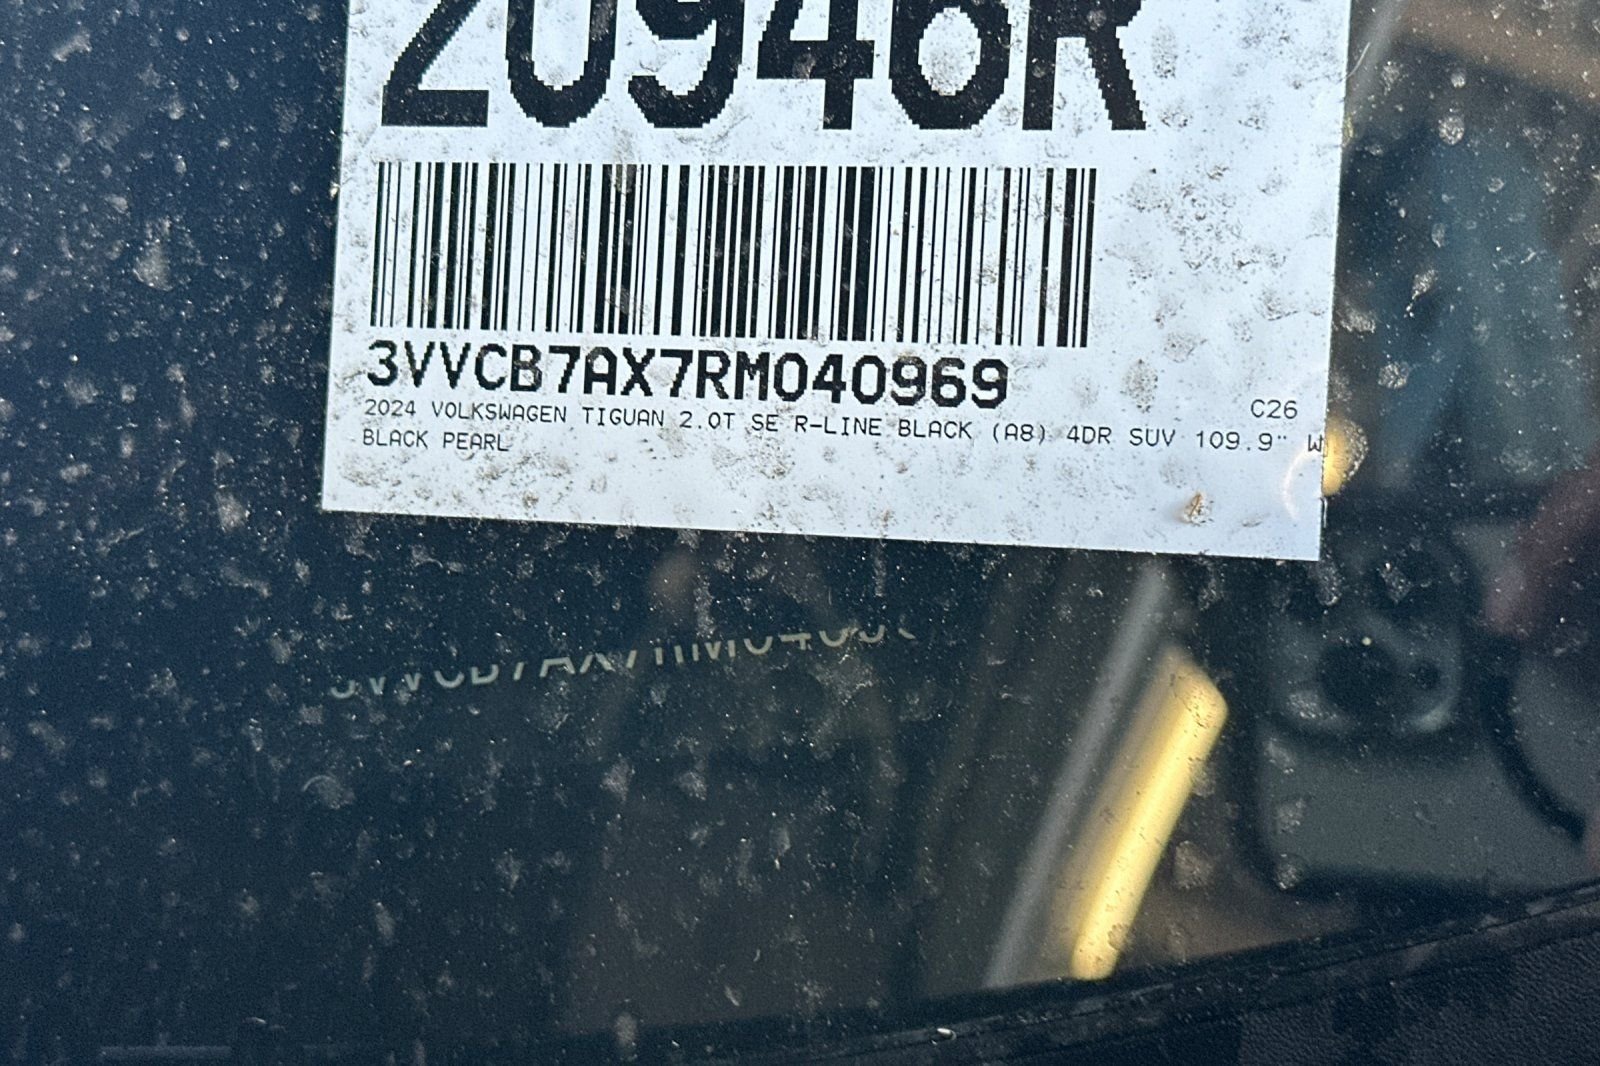 20946R
3VVCB7AX7RM040969
C26
2024 VOLKSWAGEN TIGUAN 2.0T SE R-LINE BLACK (A8) 4DR SUV 109.9" W
BLACK PEARL